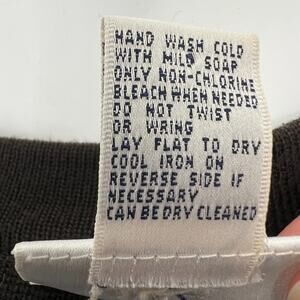 HAND WASH COLD
WITH MILD SOAP
ONLY NON-CHLORINE
BLEACH WHEN NEEDED
DO NOT TWIST
OR WRING
LAY FLAT TO DRY
COOL IRON ON
REVERSE SIDE IF
NECESSARY
CAN BE DRY CLEANED